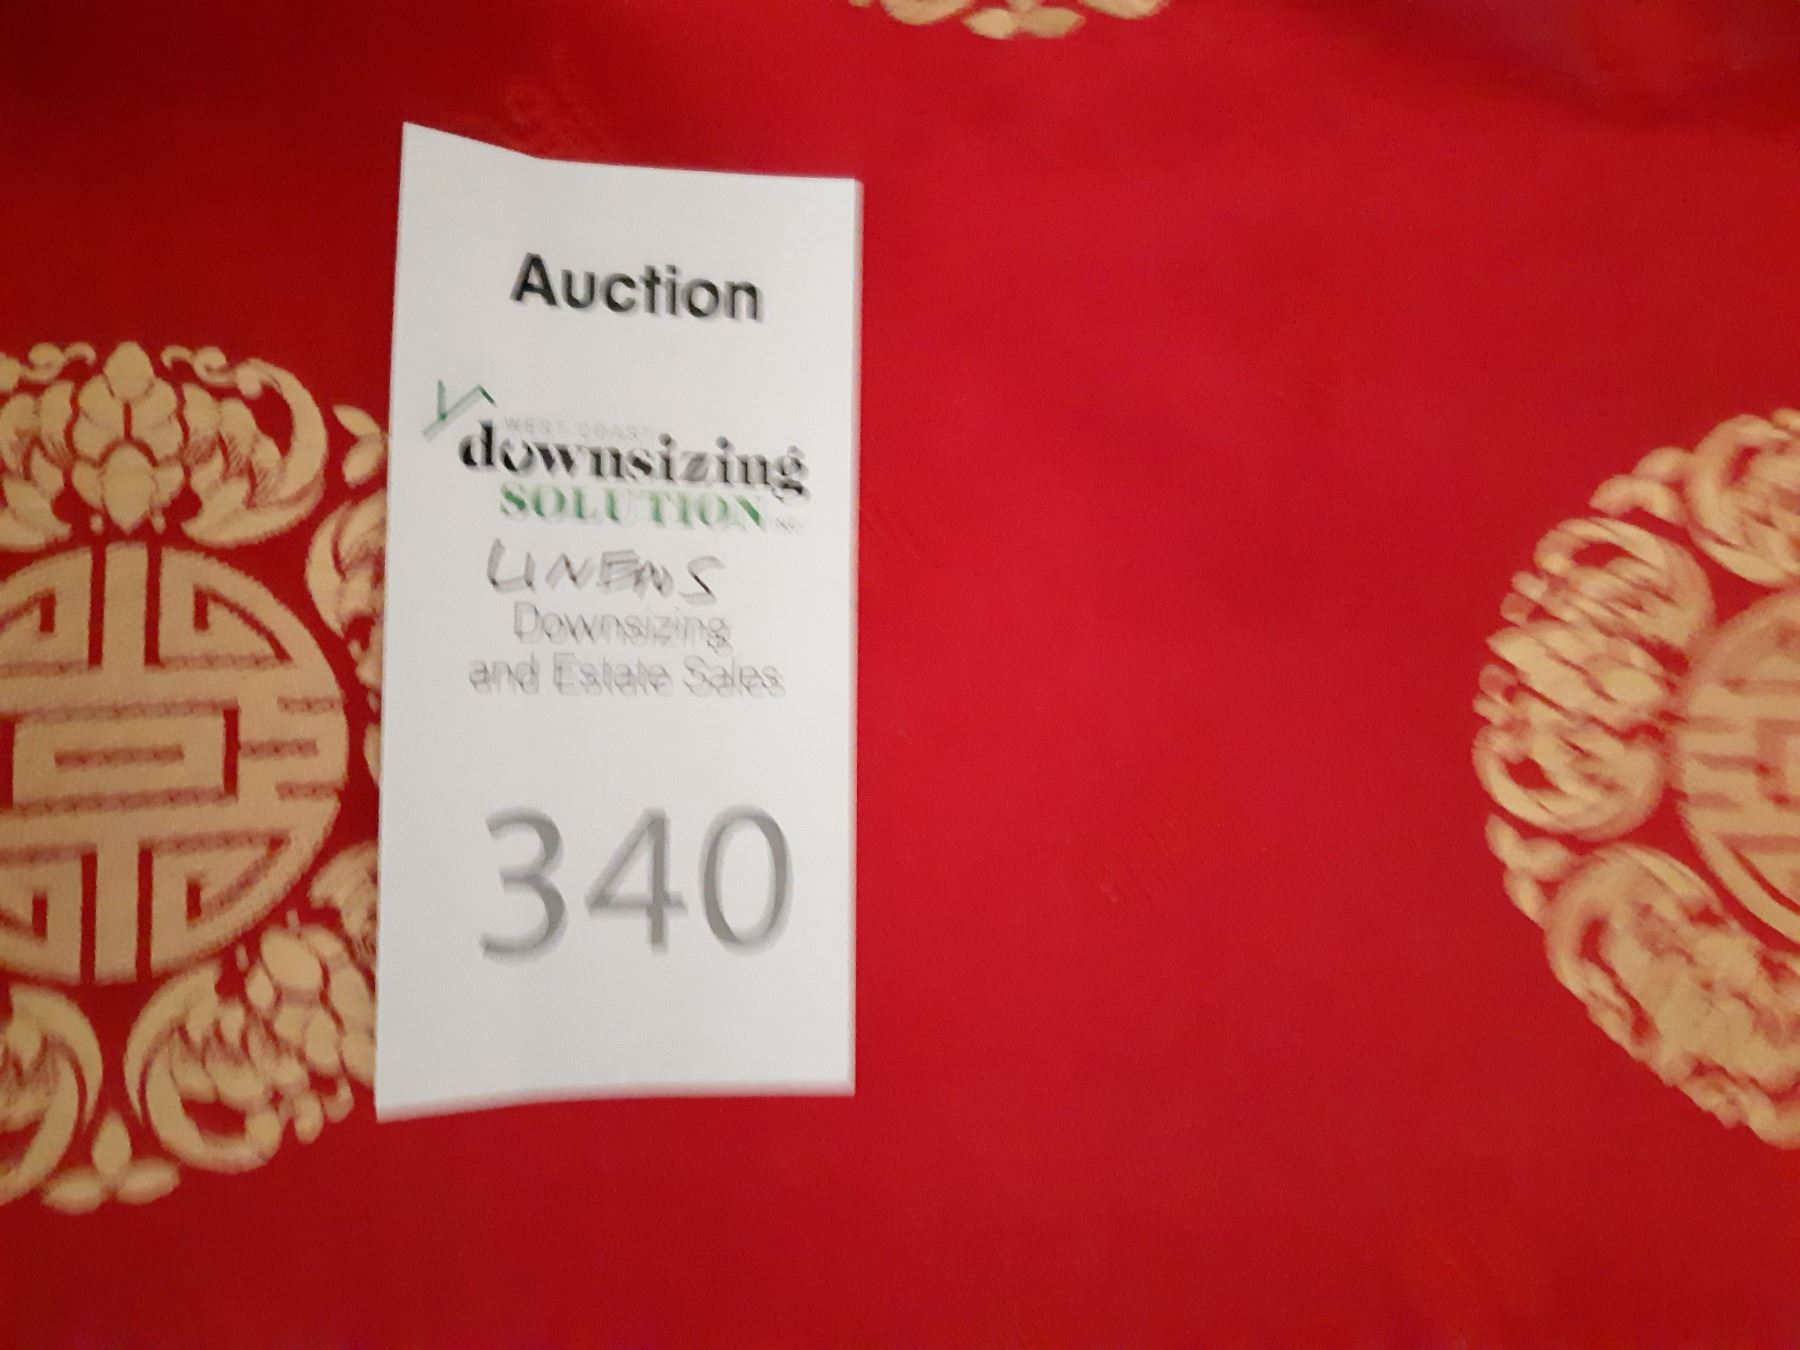 Auction
WEST COAST
downsizing
SOLUTION INC.
LINENS
Downsizing
and Estate Sales
340